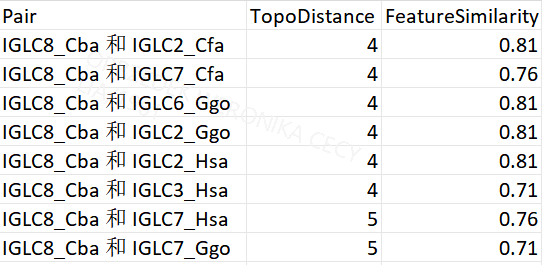 Pair TopoDistance FeatureSimilarity
IGLC8_Cba 和 IGLC2_Cfa 4 0.81
IGLC8_Cba 和 IGLC7_Cfa 4 0.76
IGLC8_Cba 和 IGLC6_Ggo 4 0.81
IGLC8_Cba 和 IGLC2_Ggo 4 0.81
IGLC8_Cba 和 IGLC2_Hsa 4 0.81
IGLC8_Cba 和 IGLC3_Hsa 4 0.71
IGLC8_Cba 和 IGLC7_Hsa 5 0.76
IGLC8_Cba 和 IGLC7_Ggo 5 0.71
CECY